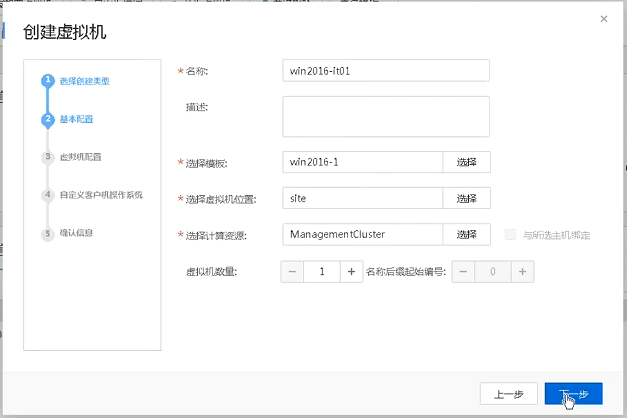 创建虚拟机
×
1 选择创建类型
2 基本配置
3 虚拟机配置
4 自定义客户机操作系统
5 确认信息
* 名称: win2016-it01
描述:
* 选择模板: win2016-1 选择
* 选择虚拟机位置: site 选择
* 选择计算资源: ManagementCluster 选择 与所选主机绑定
虚拟机数量: − 1 + 名称后缀起始编号: − 0 +
上一步 下一步